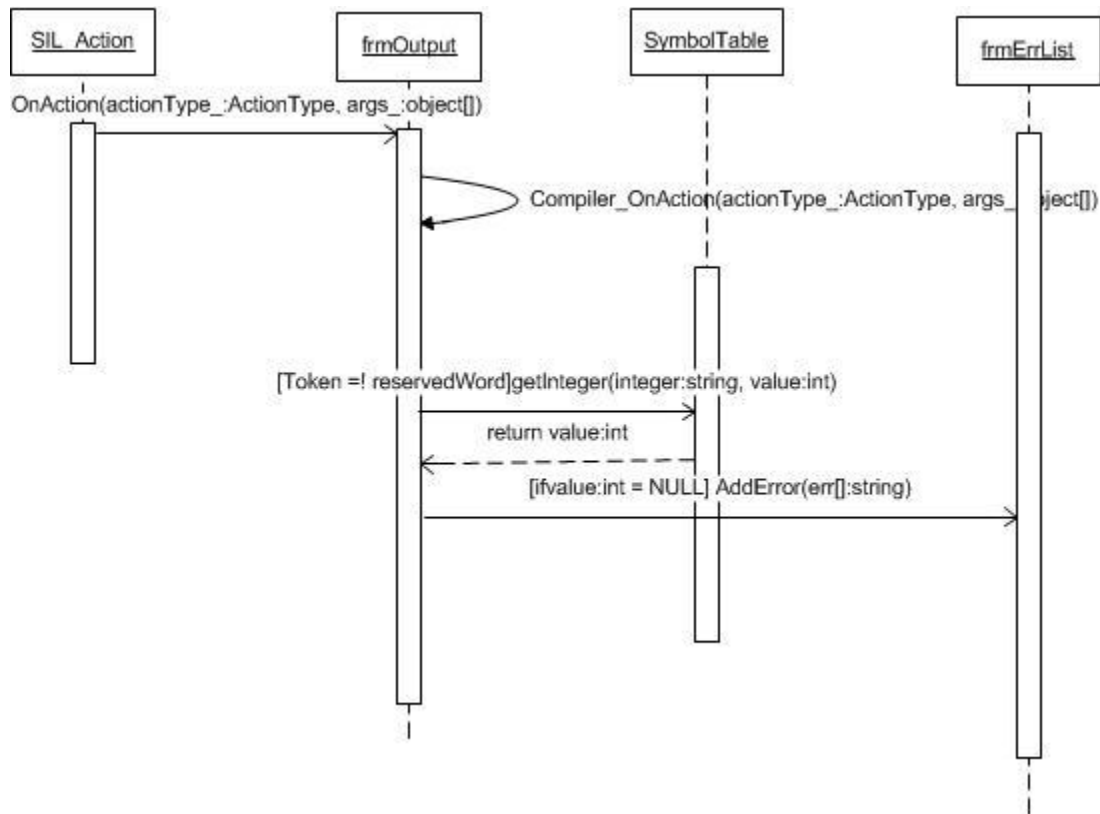 SIL_Action
frmOutput
SymbolTable
frmErrList
OnAction(actionType_:ActionType, args_:object[])
Compiler_OnAction(actionType_:ActionType, args_ ject[])
[Token =! reservedWord]getInteger(integer:string, value:int)
return value:int
[ifvalue:int = NULL] AddError(err[]:string)